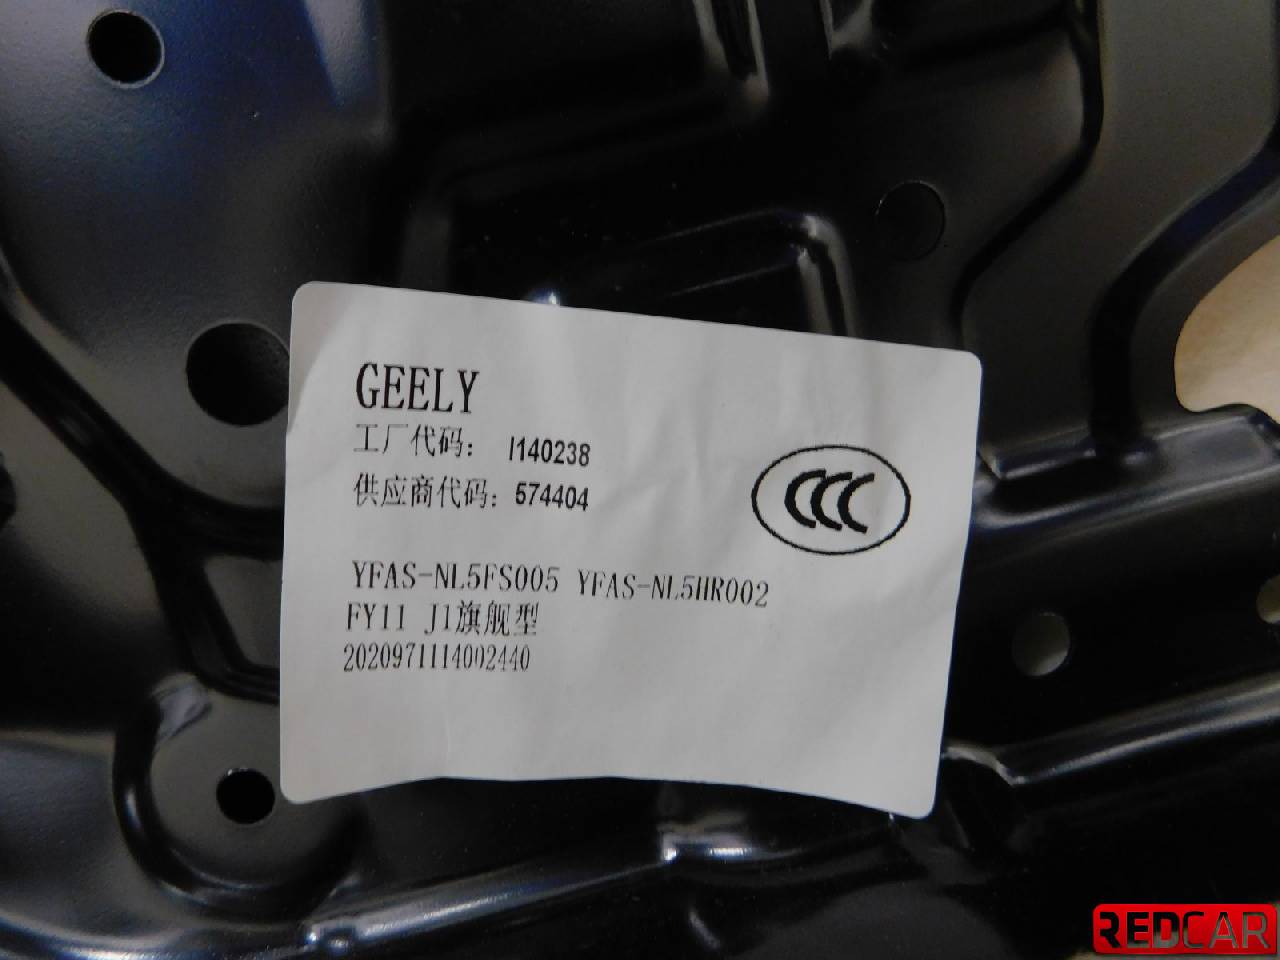 GEELY
工厂代码： I140238
供应商代码： 574404
CCC
YFAS-NL5FS005 YFAS-NL5HR002
FY11 J1旗舰型
2020971114002440
REDCAR